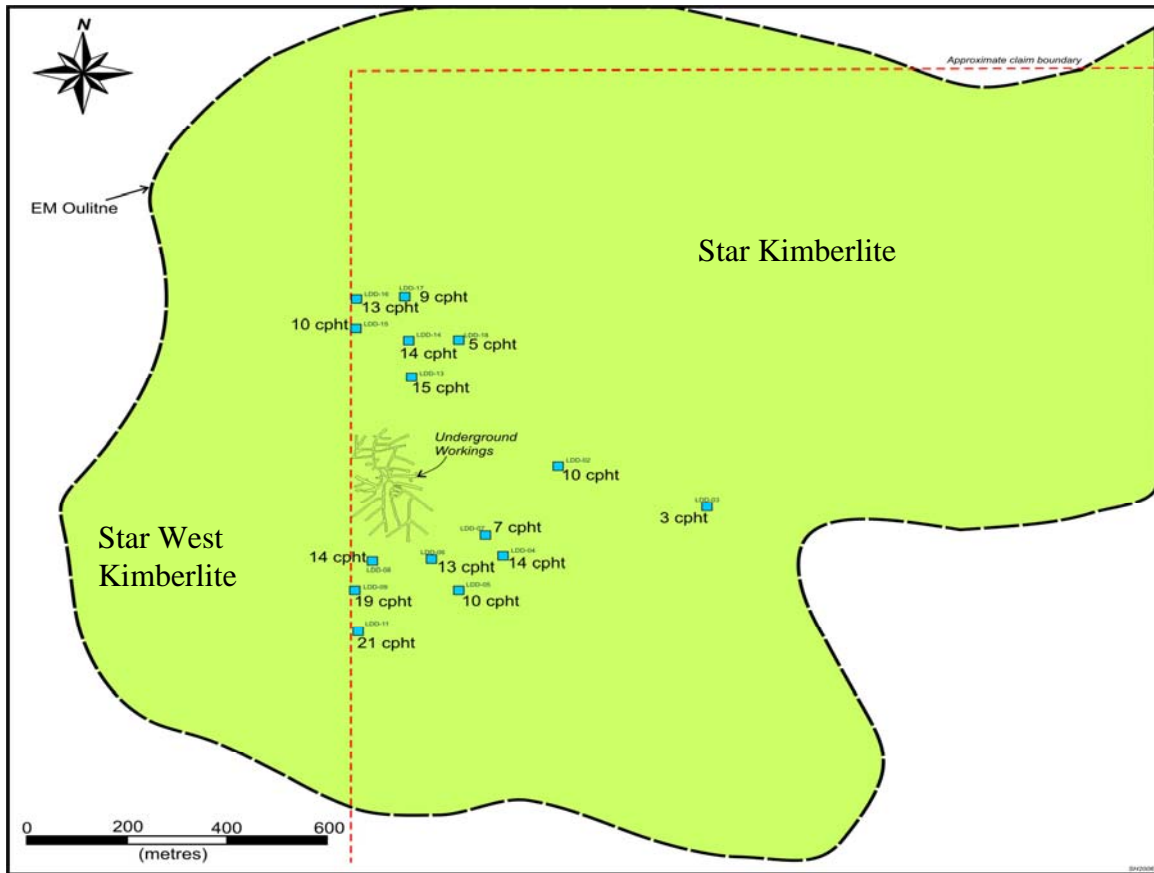 N
Approximate claim boundary
EM Oulitne
Star Kimberlite
LDD-17
LDD-16
9 cpht
13 cpht
10 cpht
LDD-15
LDD-14
LDD-18
14 cpht
5 cpht
LDD-13
15 cpht
Underground
Workings
LDD-02
10 cpht
LDD-03
3 cpht
7 cpht
LDD-07
Star West
Kimberlite
14 cpht
LDD-08
LDD-06
13 cpht
LDD-04
14 cpht
LDD-09
19 cpht
LDD-05
10 cpht
LDD-11
21 cpht
0 200 400 600
(metres)